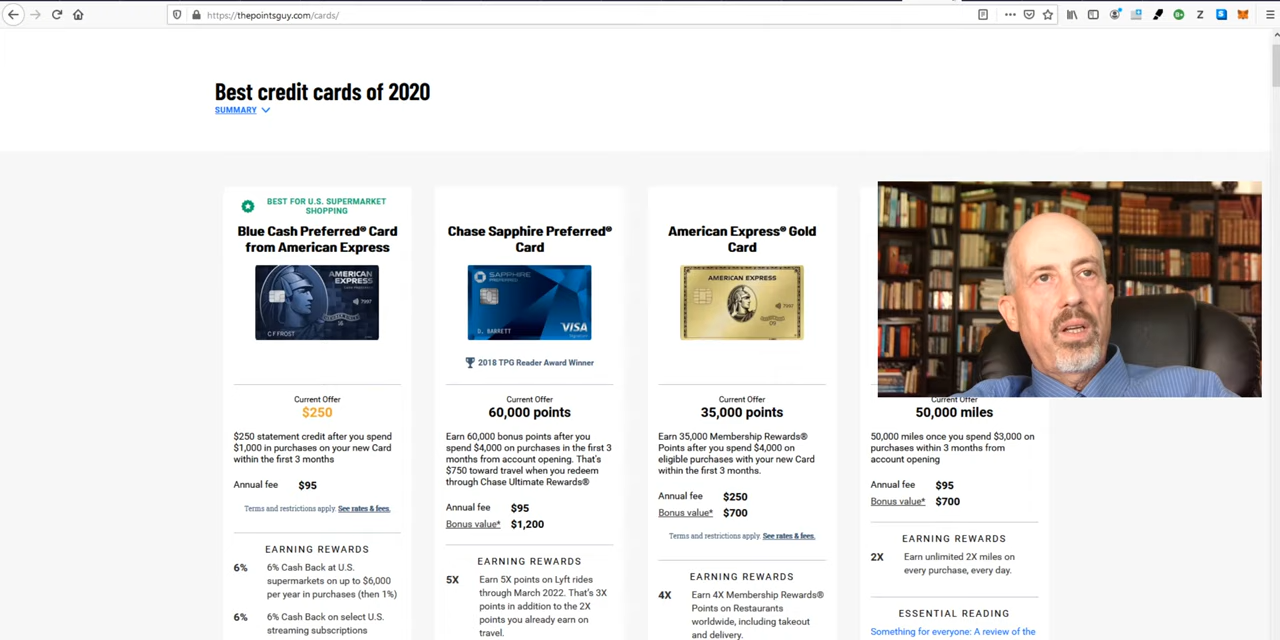 https://thepointsguy.com/cards/
Best credit cards of 2020
SUMMARY
BEST FOR U.S. SUPERMARKET
SHOPPING
Blue Cash Preferred® Card
from American Express
AMERICAN
EXPRESS
7997
C F FROST
Current Offer
$250
$250 statement credit after you spend
$1,000 in purchases on your new Card
within the first 3 months
Annual fee $95
Terms and restrictions apply. See rates & fees.
EARNING REWARDS
6% 6% Cash Back at U.S.
supermarkets on up to $6,000
per year in purchases (then 1%)
6% 6% Cash Back on select U.S.
streaming subscriptions
Chase Sapphire Preferred®
Card
SAPPHIRE
PREFERRED
D. BARRETT
VISA
Signature
2018 TPG Reader Award Winner
Current Offer
60,000 points
Earn 60,000 bonus points after you
spend $4,000 on purchases in the first 3
months from account opening. That's
$750 toward travel when you redeem
through Chase Ultimate Rewards®
Annual fee $95
Bonus value* $1,200
EARNING REWARDS
5X Earn 5X points on Lyft rides
through March 2022. That's 3X
points in addition to the 2X
points you already earn on
travel.
American Express® Gold
Card
AMERICAN EXPRESS
7997
Current Offer
35,000 points
Earn 35,000 Membership Rewards®
Points after you spend $4,000 on
eligible purchases with your new Card
within the first 3 months.
Annual fee $250
Bonus value* $700
Terms and restrictions apply. See rates & fees.
EARNING REWARDS
4X Earn 4X Membership Rewards®
Points on Restaurants
worldwide, including takeout
and delivery.
Current Offer
50,000 miles
50,000 miles once you spend $3,000 on
purchases within 3 months from
account opening
Annual fee $95
Bonus value* $700
EARNING REWARDS
2X Earn unlimited 2X miles on
every purchase, every day.
ESSENTIAL READING
Something for everyone: A review of the